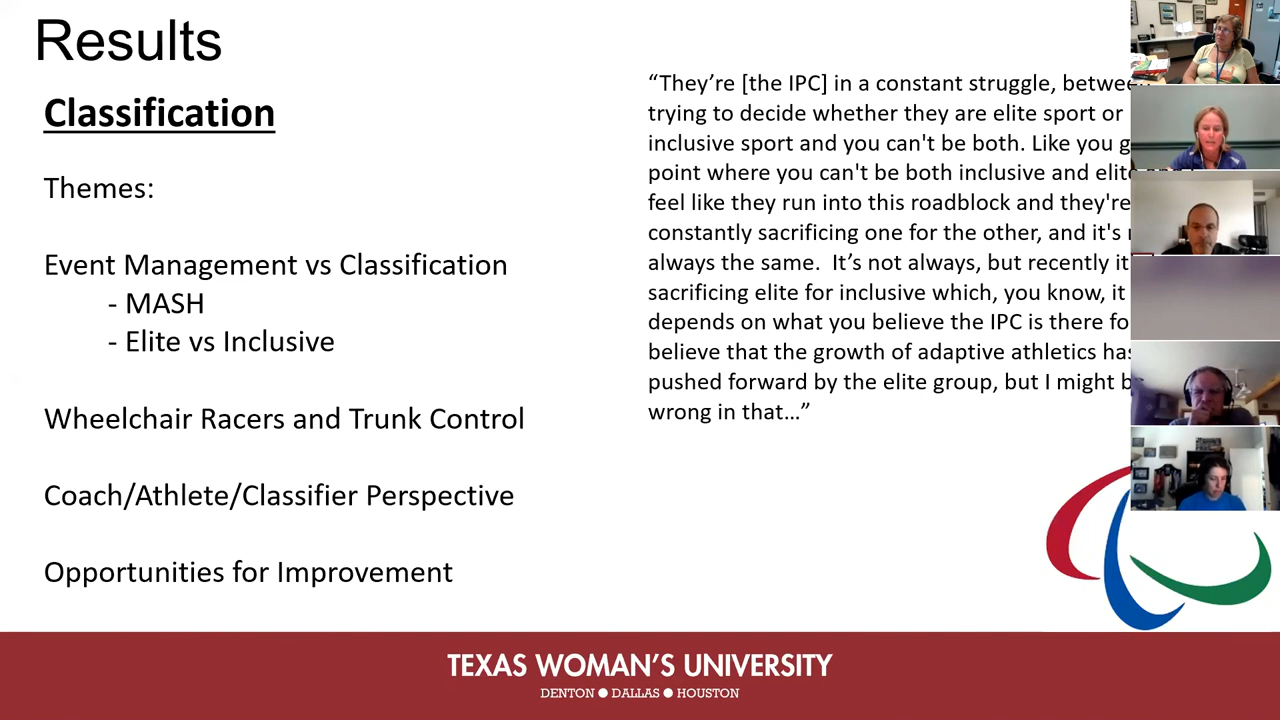 Results
Classification
Themes:
Event Management vs Classification
- MASH
- Elite vs Inclusive
Wheelchair Racers and Trunk Control
Coach/Athlete/Classifier Perspective
Opportunities for Improvement
“They’re [the IPC] in a constant struggle,
trying to decide whether they are elite sport or
inclusive sport and you can't be both. Like you
point where you can't be both inclusive and
feel like they run into this roadblock and they're
constantly sacrificing one for the other, and it's
always the same. It’s not always, but recently
sacrificing elite for inclusive which, you know, it
depends on what you believe the IPC is there
believe that the growth of adaptive athletics
pushed forward by the elite group, but I might
wrong in that…”
TEXAS WOMAN’S UNIVERSITY
DENTON ● DALLAS ● HOUSTON